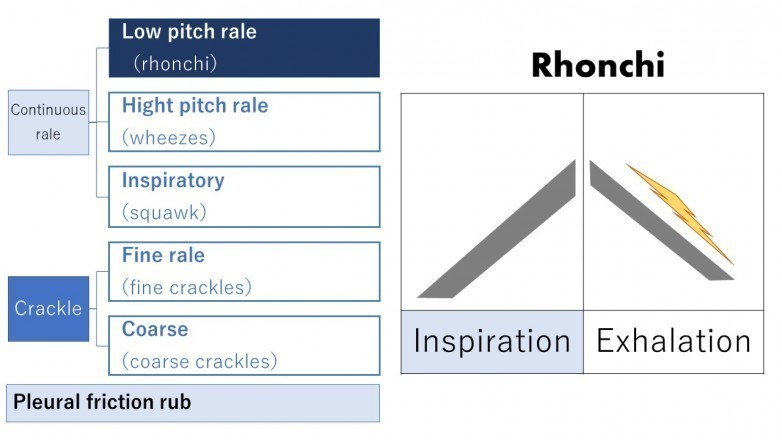 Low pitch rale
(rhonchi)
Continuous
rale
Hight pitch rale
(wheezes)
Inspiratory
(squawk)
Fine rale
(fine crackles)
Crackle
Coarse
(coarse crackles)
Pleural friction rub
Rhonchi
Inspiration
Exhalation